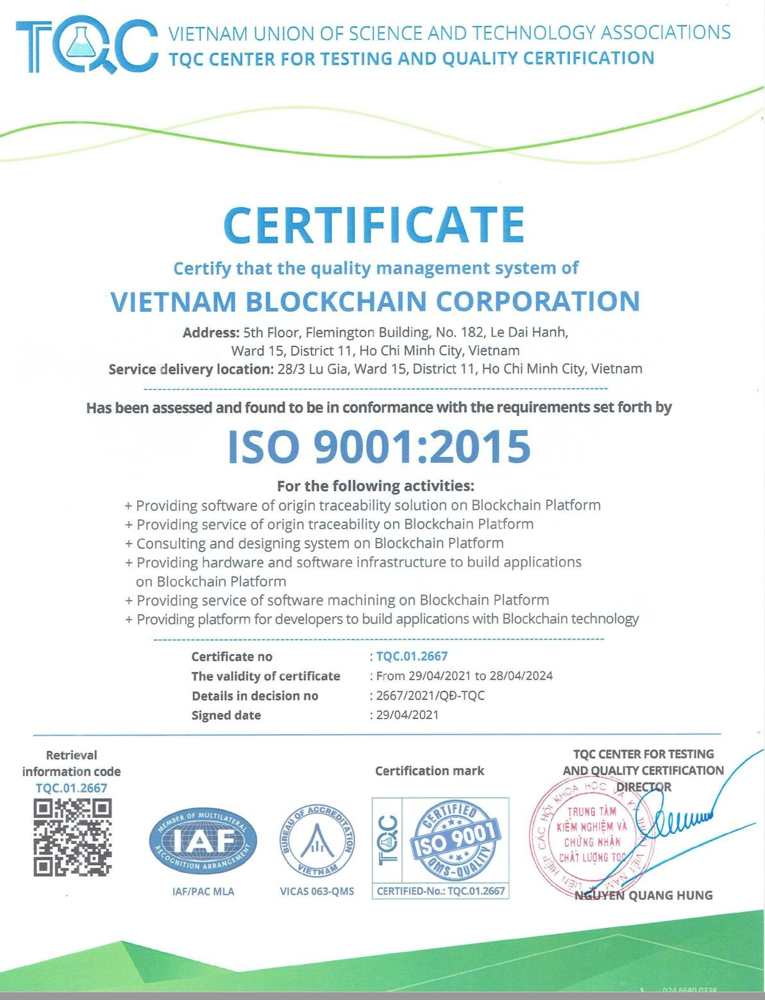 TQC VIETNAM UNION OF SCIENCE AND TECHNOLOGY ASSOCIATIONS
TQC CENTER FOR TESTING AND QUALITY CERTIFICATION
CERTIFICATE
Certify that the quality management system of
VIETNAM BLOCKCHAIN CORPORATION
Address: 5th Floor, Flemington Building, No. 182, Le Dai Hanh,
Ward 15, District 11, Ho Chi Minh City, Vietnam
Service delivery location: 28/3 Lu Gia, Ward 15, District 11, Ho Chi Minh City, Vietnam
Has been assessed and found to be in conformance with the requirements set forth by
ISO 9001:2015
For the following activities:
+ Providing software of origin traceability solution on Blockchain Platform
+ Providing service of origin traceability on Blockchain Platform
+ Consulting and designing system on Blockchain Platform
+ Providing hardware and software infrastructure to build applications
on Blockchain Platform
+ Providing service of software machining on Blockchain Platform
+ Providing platform for developers to build applications with Blockchain technology
Certificate no : TQC.01.2667
The validity of certificate : From 29/04/2021 to 28/04/2024
Details in decision no : 2667/2021/QĐ-TQC
Signed date : 29/04/2021
Retrieval
information code
TQC.01.2667
MEMBER OF MULTILATERAL
IAF
RECOGNITION ARRANGEMENT
IAF/PAC MLA
BUREAU OF ACCREDITATION
VIETNAM
VICAS 063-QMS
Certification mark
TQC
CERTIFIED
ISO 9001
QMS-QUALITY
CERTIFIED-No.: TQC.01.2667
TQC CENTER FOR TESTING
AND QUALITY CERTIFICATION
DIRECTOR
LIÊN HIỆP CÁC HỘI KHOA HỌC VÀ KỸ THUẬT VIỆT NAM
TRUNG TÂM
KIỂM NGHIỆM VÀ
CHỨNG NHẬN
CHẤT LƯỢNG TQC
NGUYEN QUANG HUNG
024 6680 0338